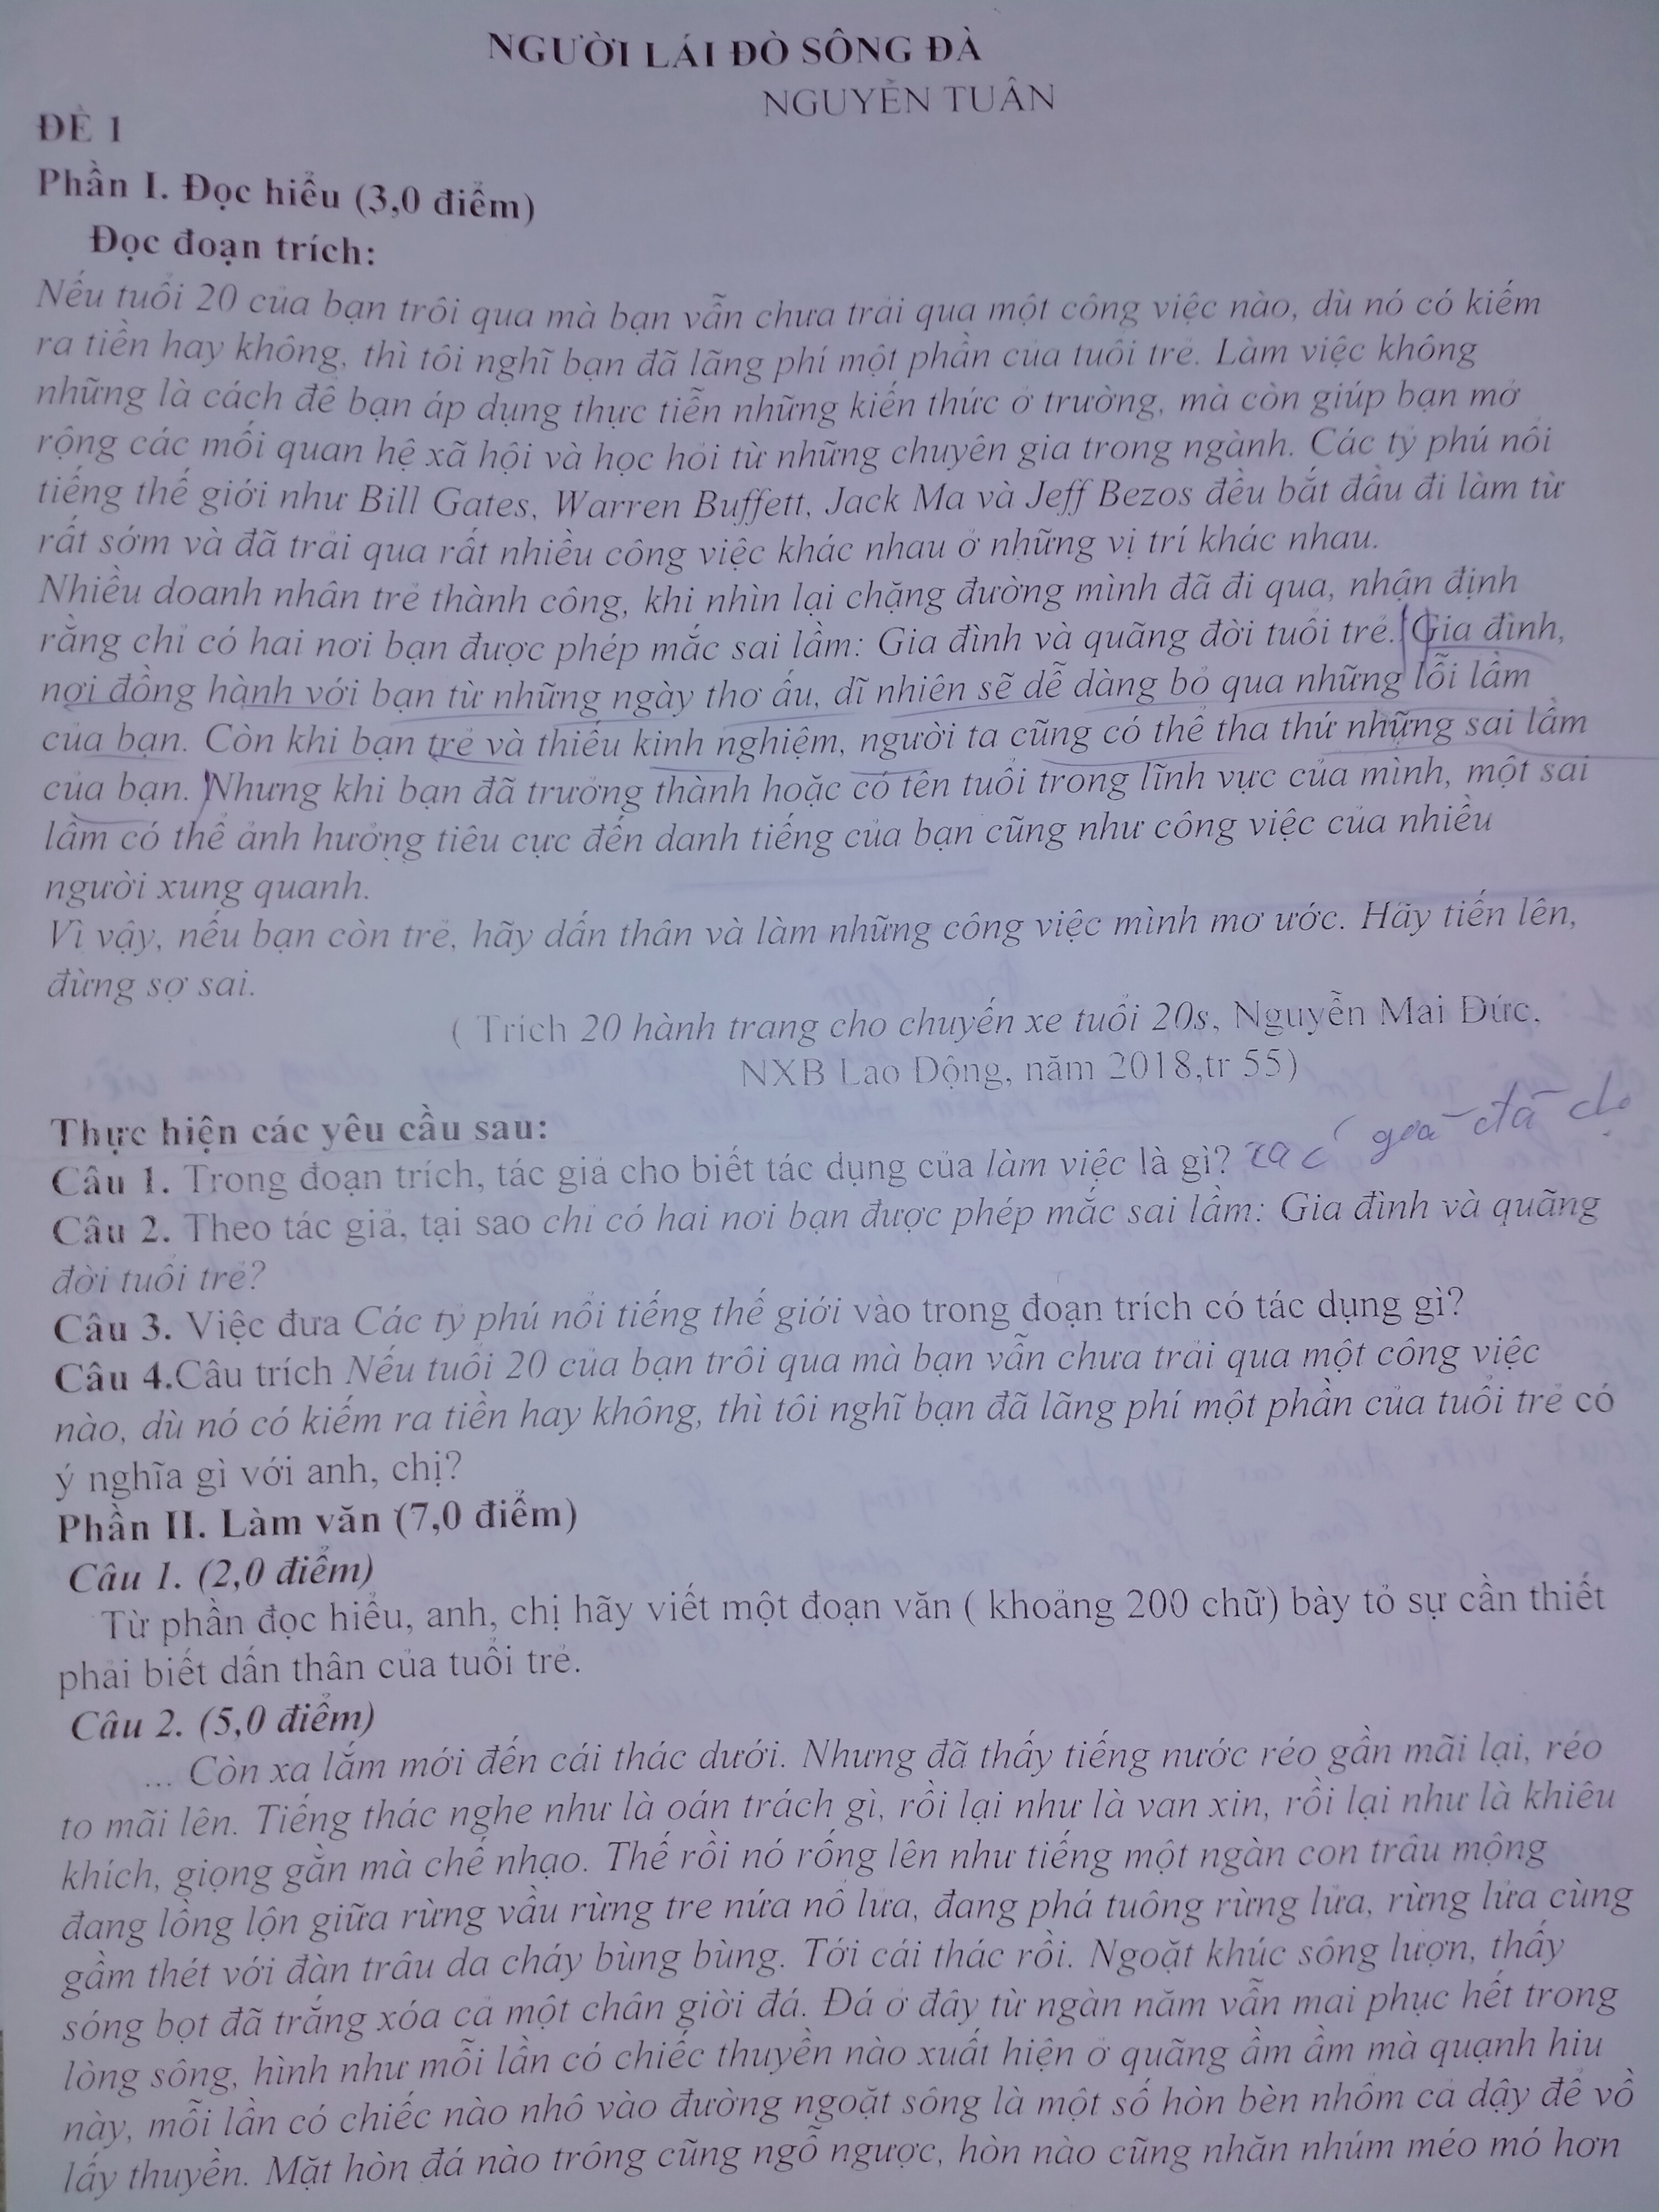 NGƯỜI LÁI ĐÒ SÔNG ĐÀ
NGUYỄN TUÂN
ĐỀ 1
Phần I. Đọc hiểu (3,0 điểm)
Đọc đoạn trích:
Nếu tuổi 20 của bạn trôi qua mà bạn vẫn chưa trải qua một công việc nào, dù nó có kiếm
ra tiền hay không, thì tôi nghĩ bạn đã lãng phí một phần của tuổi trẻ. Làm việc không
những là cách để bạn áp dụng thực tiễn những kiến thức ở trường, mà còn giúp bạn mở
rộng các mối quan hệ xã hội và học hỏi từ những chuyên gia trong ngành. Các tỷ phú nổi
tiếng thế giới như Bill Gates, Warren Buffett, Jack Ma và Jeff Bezos đều bắt đầu đi làm từ
rất sớm và đã trải qua rất nhiều công việc khác nhau ở những vị trí khác nhau.
Nhiều doanh nhân trẻ thành công, khi nhìn lại chặng đường mình đã đi qua, nhận định
rằng chỉ có hai nơi bạn được phép mắc sai lầm: Gia đình và quãng đời tuổi trẻ. Gia đình,
nơi đồng hành với bạn từ những ngày thơ ấu, dĩ nhiên sẽ dễ dàng bỏ qua những lỗi lầm
của bạn. Còn khi bạn trẻ và thiếu kinh nghiệm, người ta cũng có thể tha thứ những sai lầm
của bạn. Nhưng khi bạn đã trưởng thành hoặc có tên tuổi trong lĩnh vực của mình, một sai
lầm có thể ảnh hưởng tiêu cực đến danh tiếng của bạn cũng như công việc của nhiều
người xung quanh.
Vì vậy, nếu bạn còn trẻ, hãy dấn thân và làm những công việc mình mơ ước. Hãy tiến lên,
đừng sợ sai.
( Trích 20 hành trang cho chuyến xe tuổi 20s, Nguyễn Mai Đức,
NXB Lao Động, năm 2018,tr 55)
Thực hiện các yêu cầu sau:
Câu 1. Trong đoạn trích, tác giả cho biết tác dụng của làm việc là gì?
Câu 2. Theo tác giả, tại sao chỉ có hai nơi bạn được phép mắc sai lầm: Gia đình và quãng
đời tuổi trẻ?
Câu 3. Việc đưa Các tỷ phú nổi tiếng thế giới vào trong đoạn trích có tác dụng gì?
Câu 4.Câu trích Nếu tuổi 20 của bạn trôi qua mà bạn vẫn chưa trải qua một công việc
nào, dù nó có kiếm ra tiền hay không, thì tôi nghĩ bạn đã lãng phí một phần của tuổi trẻ có
ý nghĩa gì với anh, chị?
Phần II. Làm văn (7,0 điểm)
Câu 1. (2,0 điểm)
Từ phần đọc hiểu, anh, chị hãy viết một đoạn văn ( khoảng 200 chữ) bày tỏ sự cần thiết
phải biết dấn thân của tuổi trẻ.
Câu 2. (5,0 điểm)
... Còn xa lắm mới đến cái thác dưới. Nhưng đã thấy tiếng nước réo gần mãi lại, réo
to mãi lên. Tiếng thác nghe như là oán trách gì, rồi lại như là van xin, rồi lại như là khiêu
khích, giọng gằn mà chế nhạo. Thế rồi nó rống lên như tiếng một ngàn con trâu mộng
đang lồng lộn giữa rừng vầu rừng tre nứa nổ lửa, đang phá tuông rừng lửa, rừng lửa cùng
gầm thét với đàn trâu da cháy bùng bùng. Tới cái thác rồi. Ngoặt khúc sông lượn, thấy
sóng bọt đã trắng xóa cả một chân giời đá. Đá ở đây từ ngàn năm vẫn mai phục hết trong
lòng sông, hình như mỗi lần có chiếc thuyền nào xuất hiện ở quãng ầm ầm mà quạnh hiu
này, mỗi lần có chiếc nào nhô vào đường ngoặt sông là một số hòn bèn nhổm cả dậy để vồ
lấy thuyền. Mặt hòn đá nào trông cũng ngỗ ngược, hòn nào cũng nhăn nhúm méo mó hơn